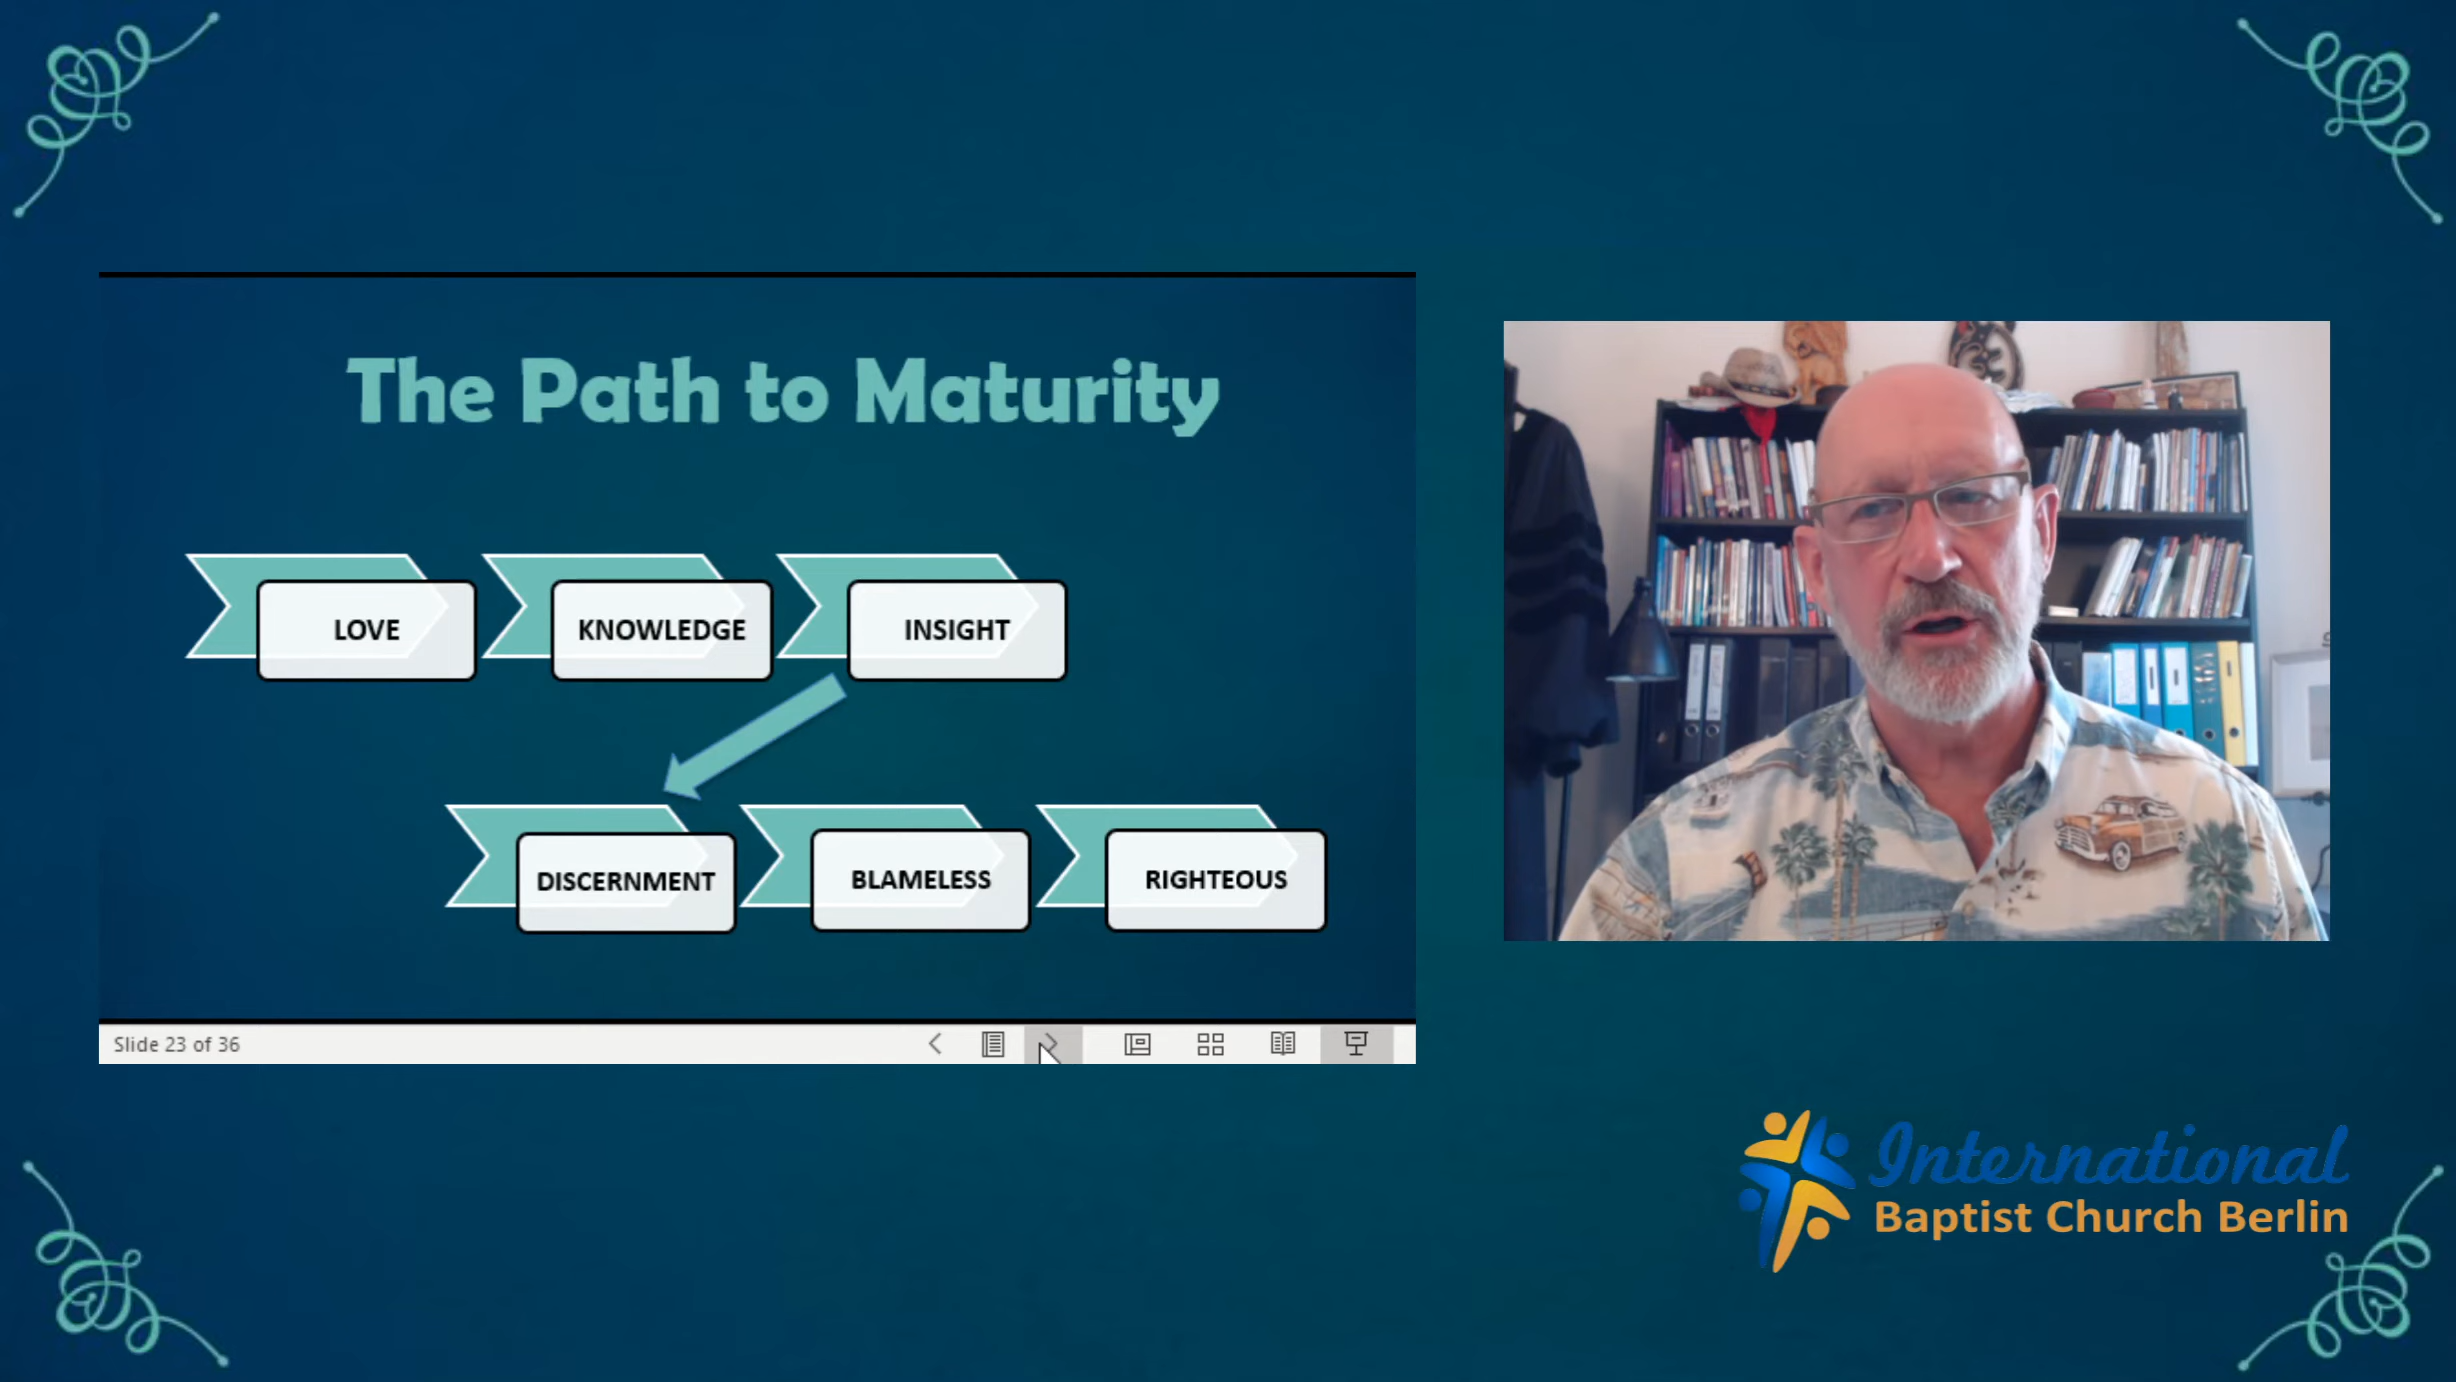 The Path to Maturity
LOVE
KNOWLEDGE
INSIGHT
DISCERNMENT
BLAMELESS
RIGHTEOUS
Slide 23 of 36
International
Baptist Church Berlin